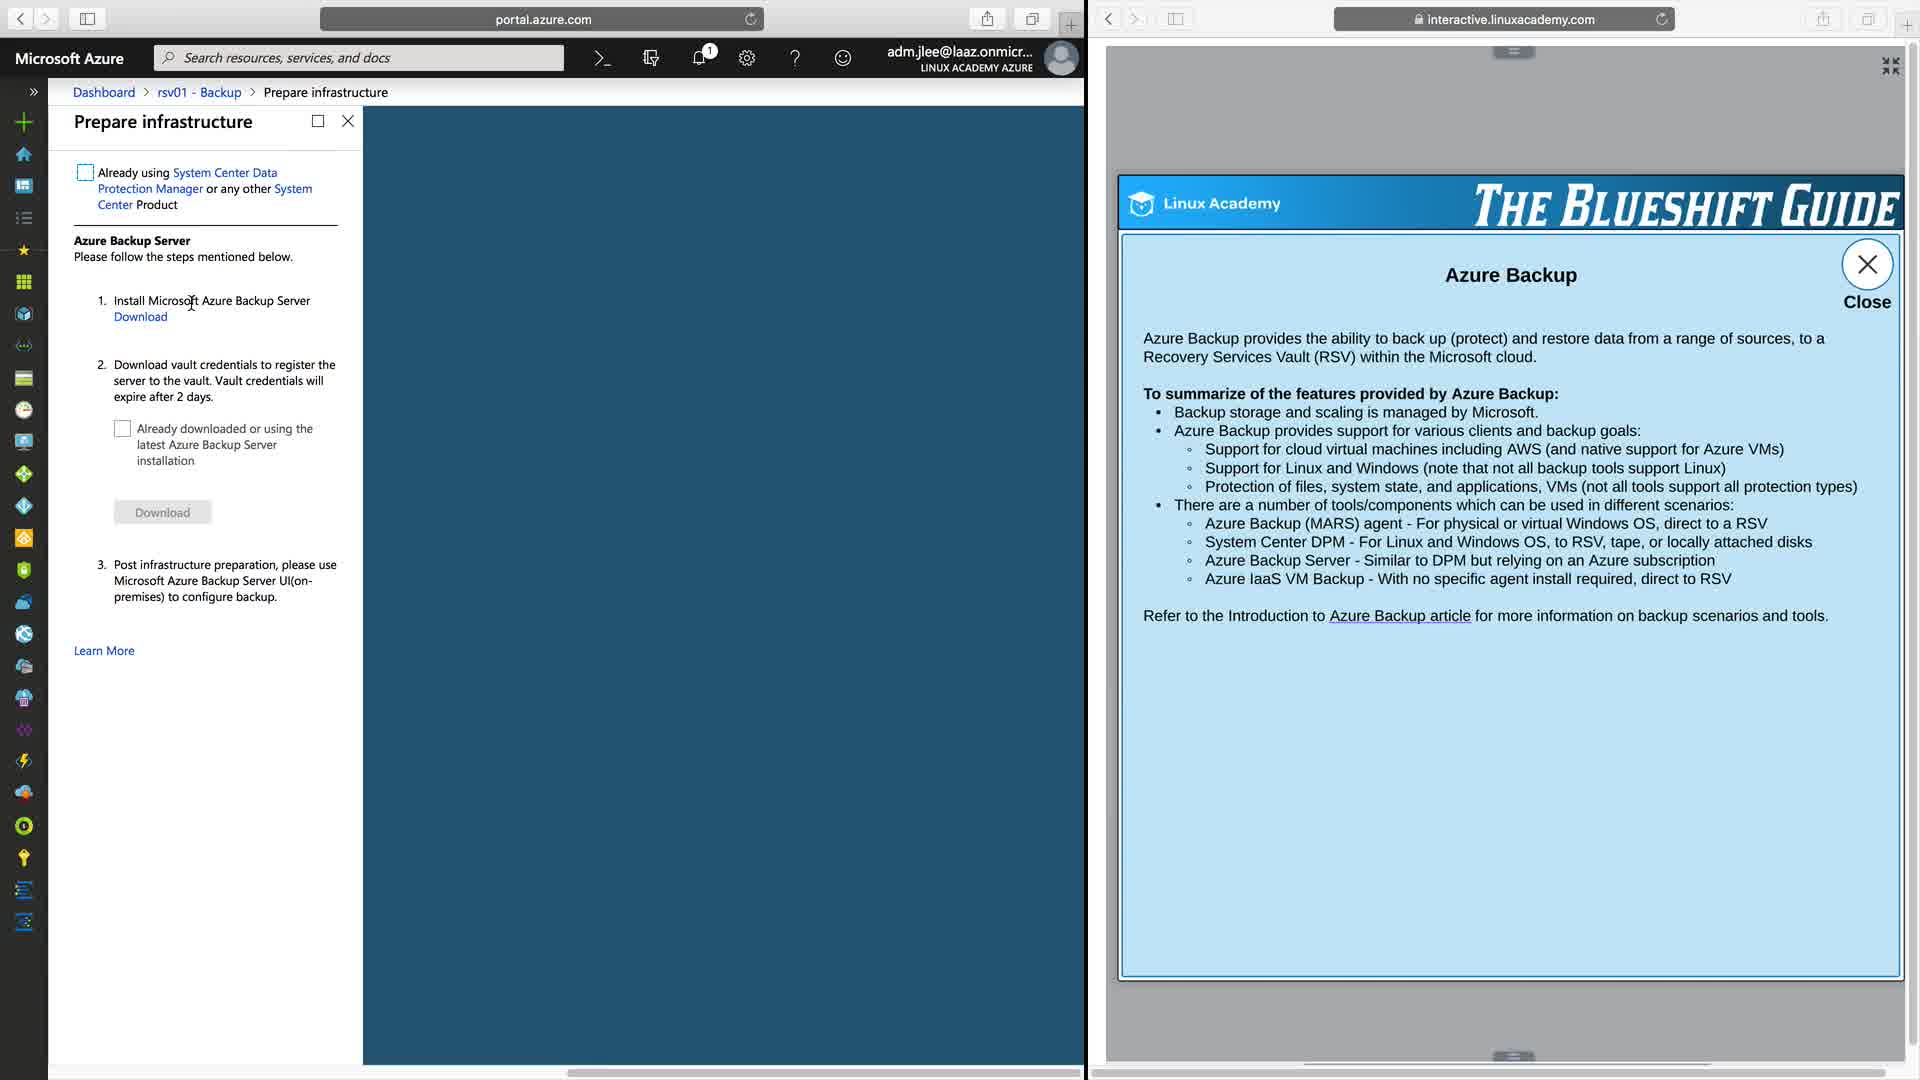 portal.azure.com
Microsoft Azure
Search resources, services, and docs
1
adm.jlee@laaz.onmicr...
LINUX ACADEMY AZURE
Dashboard > rsv01 - Backup > Prepare infrastructure
Prepare infrastructure
Already using System Center Data
Protection Manager or any other System
Center Product
Azure Backup Server
Please follow the steps mentioned below.
1. Install Microsoft Azure Backup Server
Download
2. Download vault credentials to register the
server to the vault. Vault credentials will
expire after 2 days.
Already downloaded or using the
latest Azure Backup Server
installation
Download
3. Post infrastructure preparation, please use
Microsoft Azure Backup Server UI(on-
premises) to configure backup.
Learn More
interactive.linuxacademy.com
Linux Academy
THE BLUESHIFT GUIDE
Azure Backup
Close
Azure Backup provides the ability to back up (protect) and restore data from a range of sources, to a
Recovery Services Vault (RSV) within the Microsoft cloud.
To summarize of the features provided by Azure Backup:
• Backup storage and scaling is managed by Microsoft.
• Azure Backup provides support for various clients and backup goals:
◦ Support for cloud virtual machines including AWS (and native support for Azure VMs)
◦ Support for Linux and Windows (note that not all backup tools support Linux)
◦ Protection of files, system state, and applications, VMs (not all tools support all protection types)
• There are a number of tools/components which can be used in different scenarios:
◦ Azure Backup (MARS) agent - For physical or virtual Windows OS, direct to a RSV
◦ System Center DPM - For Linux and Windows OS, to RSV, tape, or locally attached disks
◦ Azure Backup Server - Similar to DPM but relying on an Azure subscription
◦ Azure IaaS VM Backup - With no specific agent install required, direct to RSV
Refer to the Introduction to Azure Backup article for more information on backup scenarios and tools.